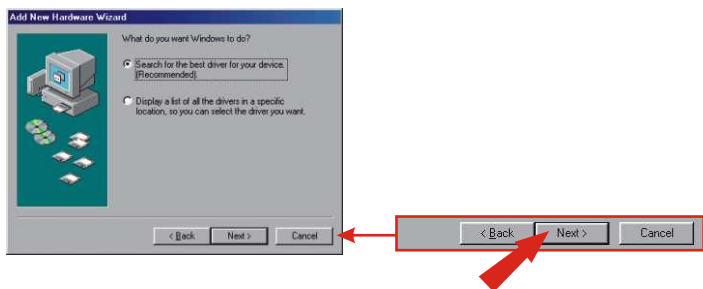 Add New Hardware Wizard
What do you want Windows to do?
Search for the best driver for your device.
(Recommended).
Display a list of all the drivers in a specific
location, so you can select the driver you want.
< Back Next > Cancel
< Back Next > Cancel